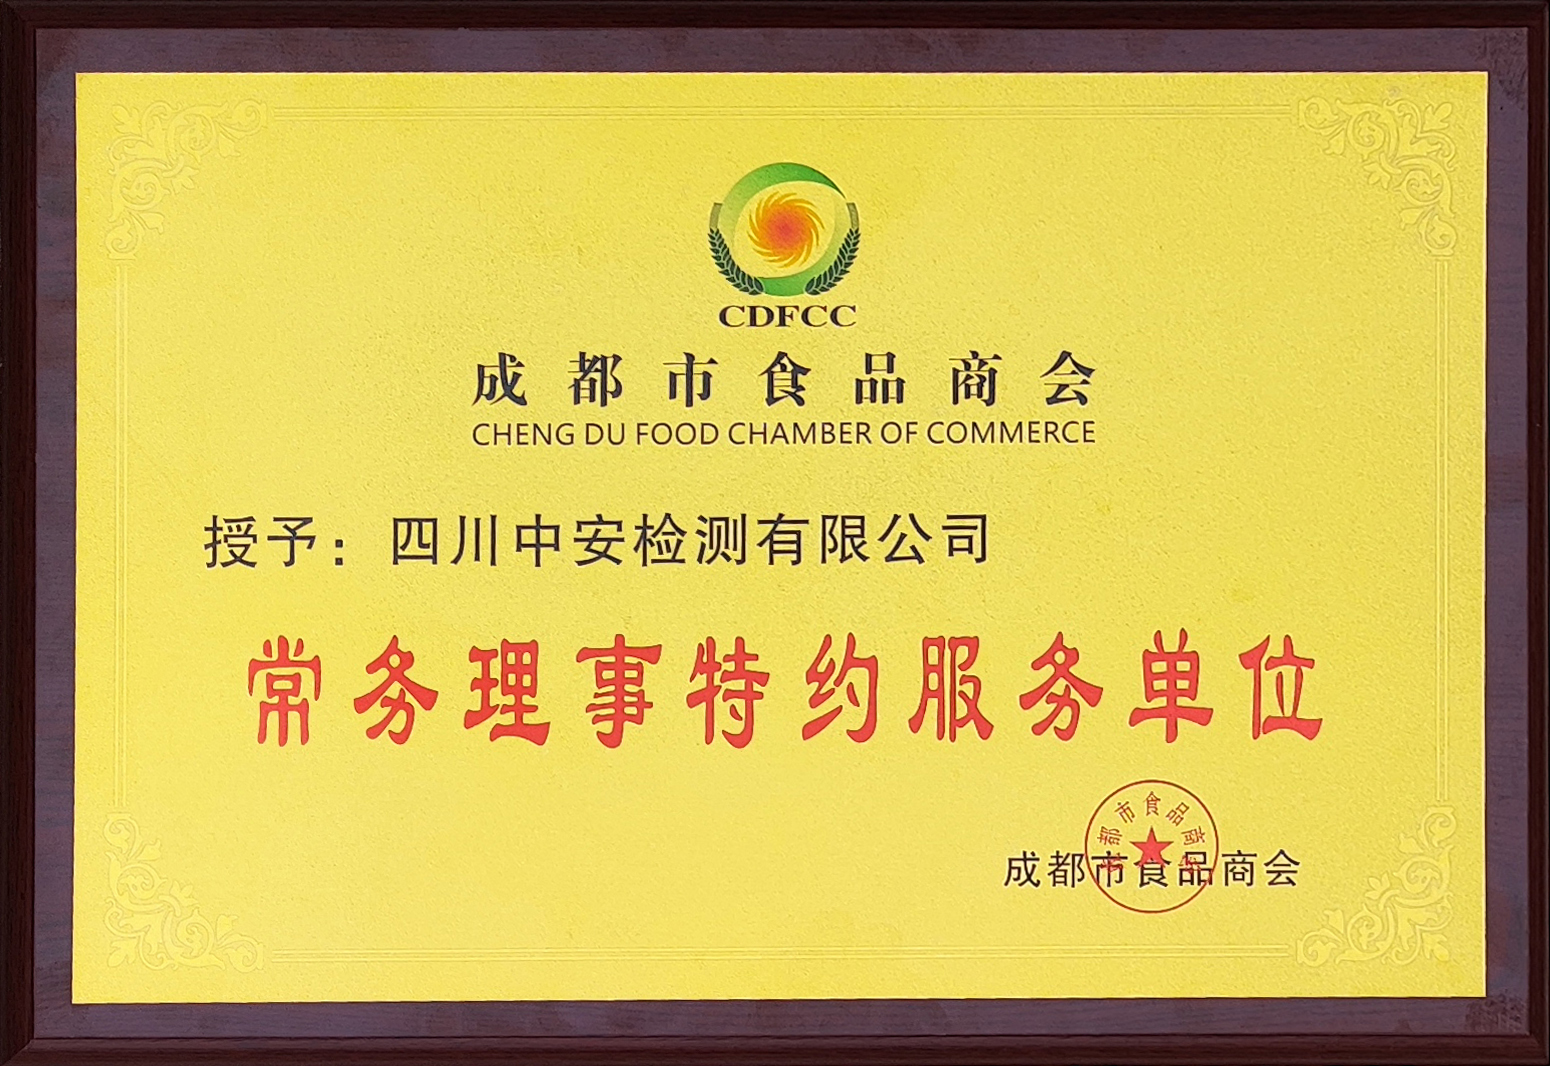 CDFCC
成都市食品商会
CHENG DU FOOD CHAMBER OF COMMERCE
授予：四川中安检测有限公司
常务理事特约服务单位
成都市食品商会
成都市食品商会